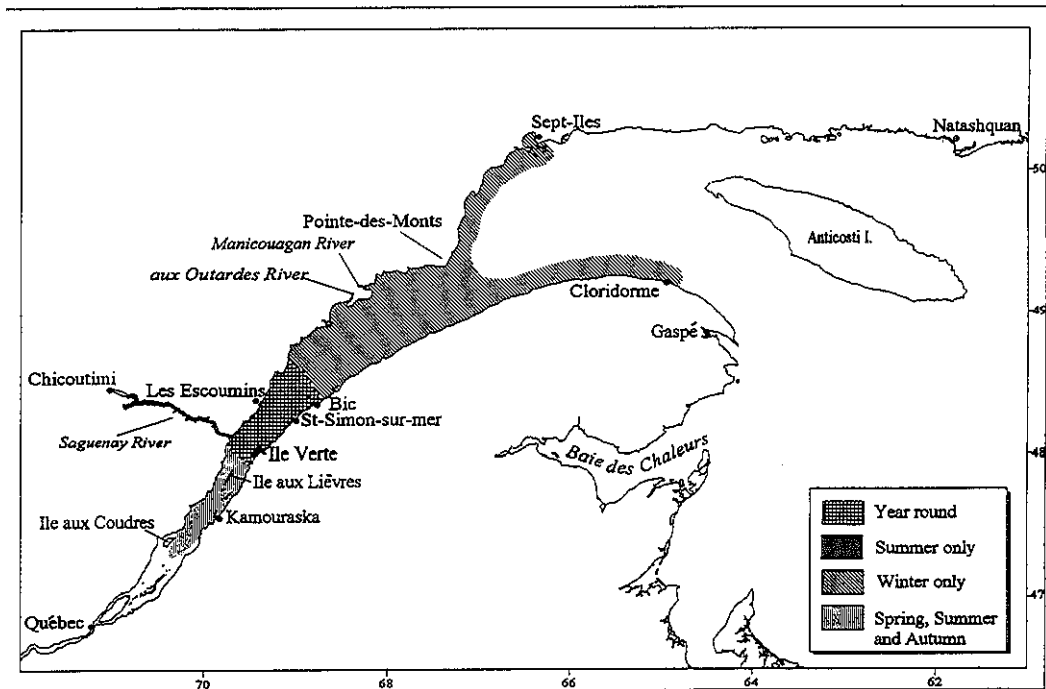 Sept-Iles
Natashquan
50
Pointe-des-Monts
Manicouagan River
Anticosti I.
aux Outardes River
Cloridorme
49
Gaspé
Chicoutimi
Les Escoumins
Bic
St-Simon-sur-mer
Saguenay River
Ile Verte
Baie des Chaleurs
48
Ile aux Lièvres
Ile aux Coudres
Kamouraska
Year round
Summer only
Winter only
47
Spring, Summer
and Autumn
Québec
70
68
66
64
62